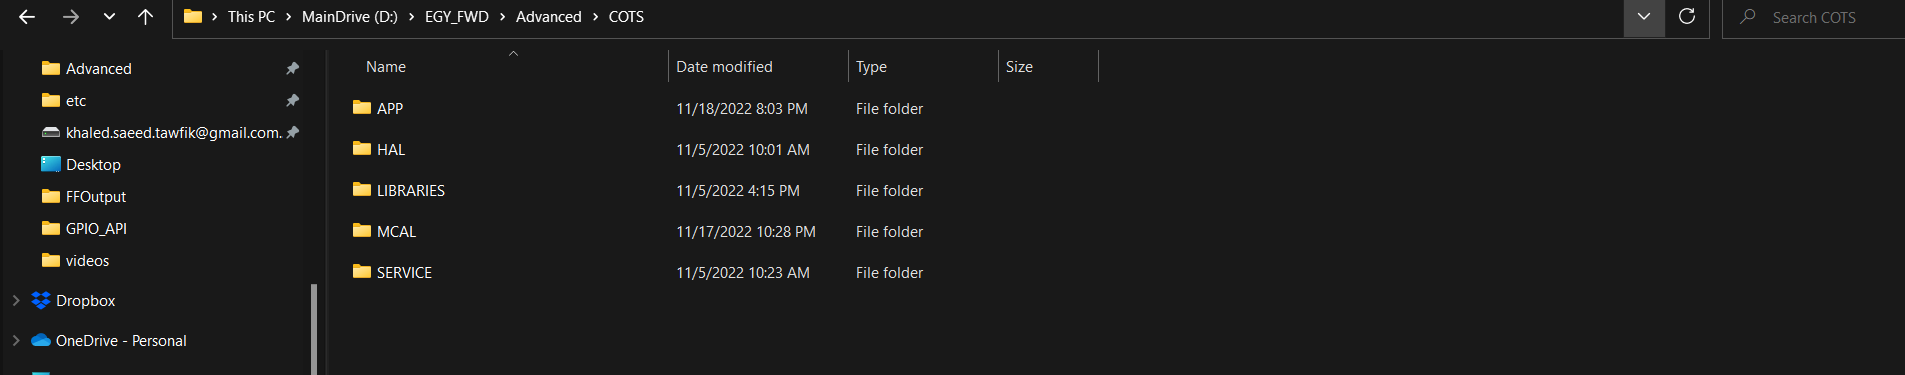 This PC > MainDrive (D:) > EGY_FWD > Advanced > COTS
Search COTS
Advanced
etc
khaled.saeed.tawfik@gmail.com.
Desktop
FFOutput
GPIO_API
videos
Dropbox
OneDrive - Personal
Name Date modified Type Size
APP 11/18/2022 8:03 PM File folder
HAL 11/5/2022 10:01 AM File folder
LIBRARIES 11/5/2022 4:15 PM File folder
MCAL 11/17/2022 10:28 PM File folder
SERVICE 11/5/2022 10:23 AM File folder